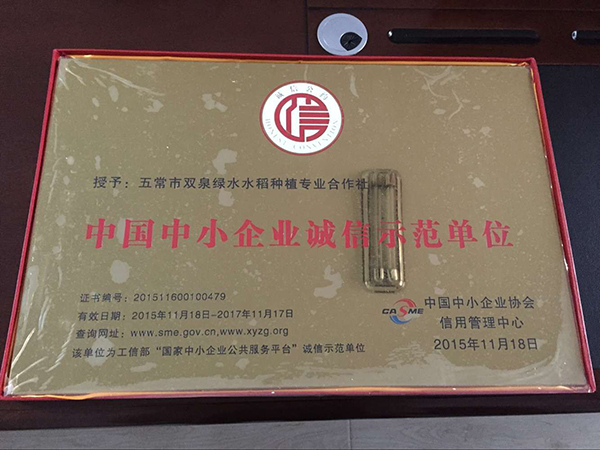 诚信公约
信
HONEST CONVENTION
授予：五常市双泉绿水水稻种植专业合作社
中国中小企业诚信示范单位
证书编号：201511600100479
有效日期：2015年11月18日-2017年11月17日
查询网址：www.sme.gov.cn,www.xyzg.org
该单位为工信部“国家中小企业公共服务平台”诚信示范单位
CASME
中国中小企业协会
信用管理中心
2015年11月18日